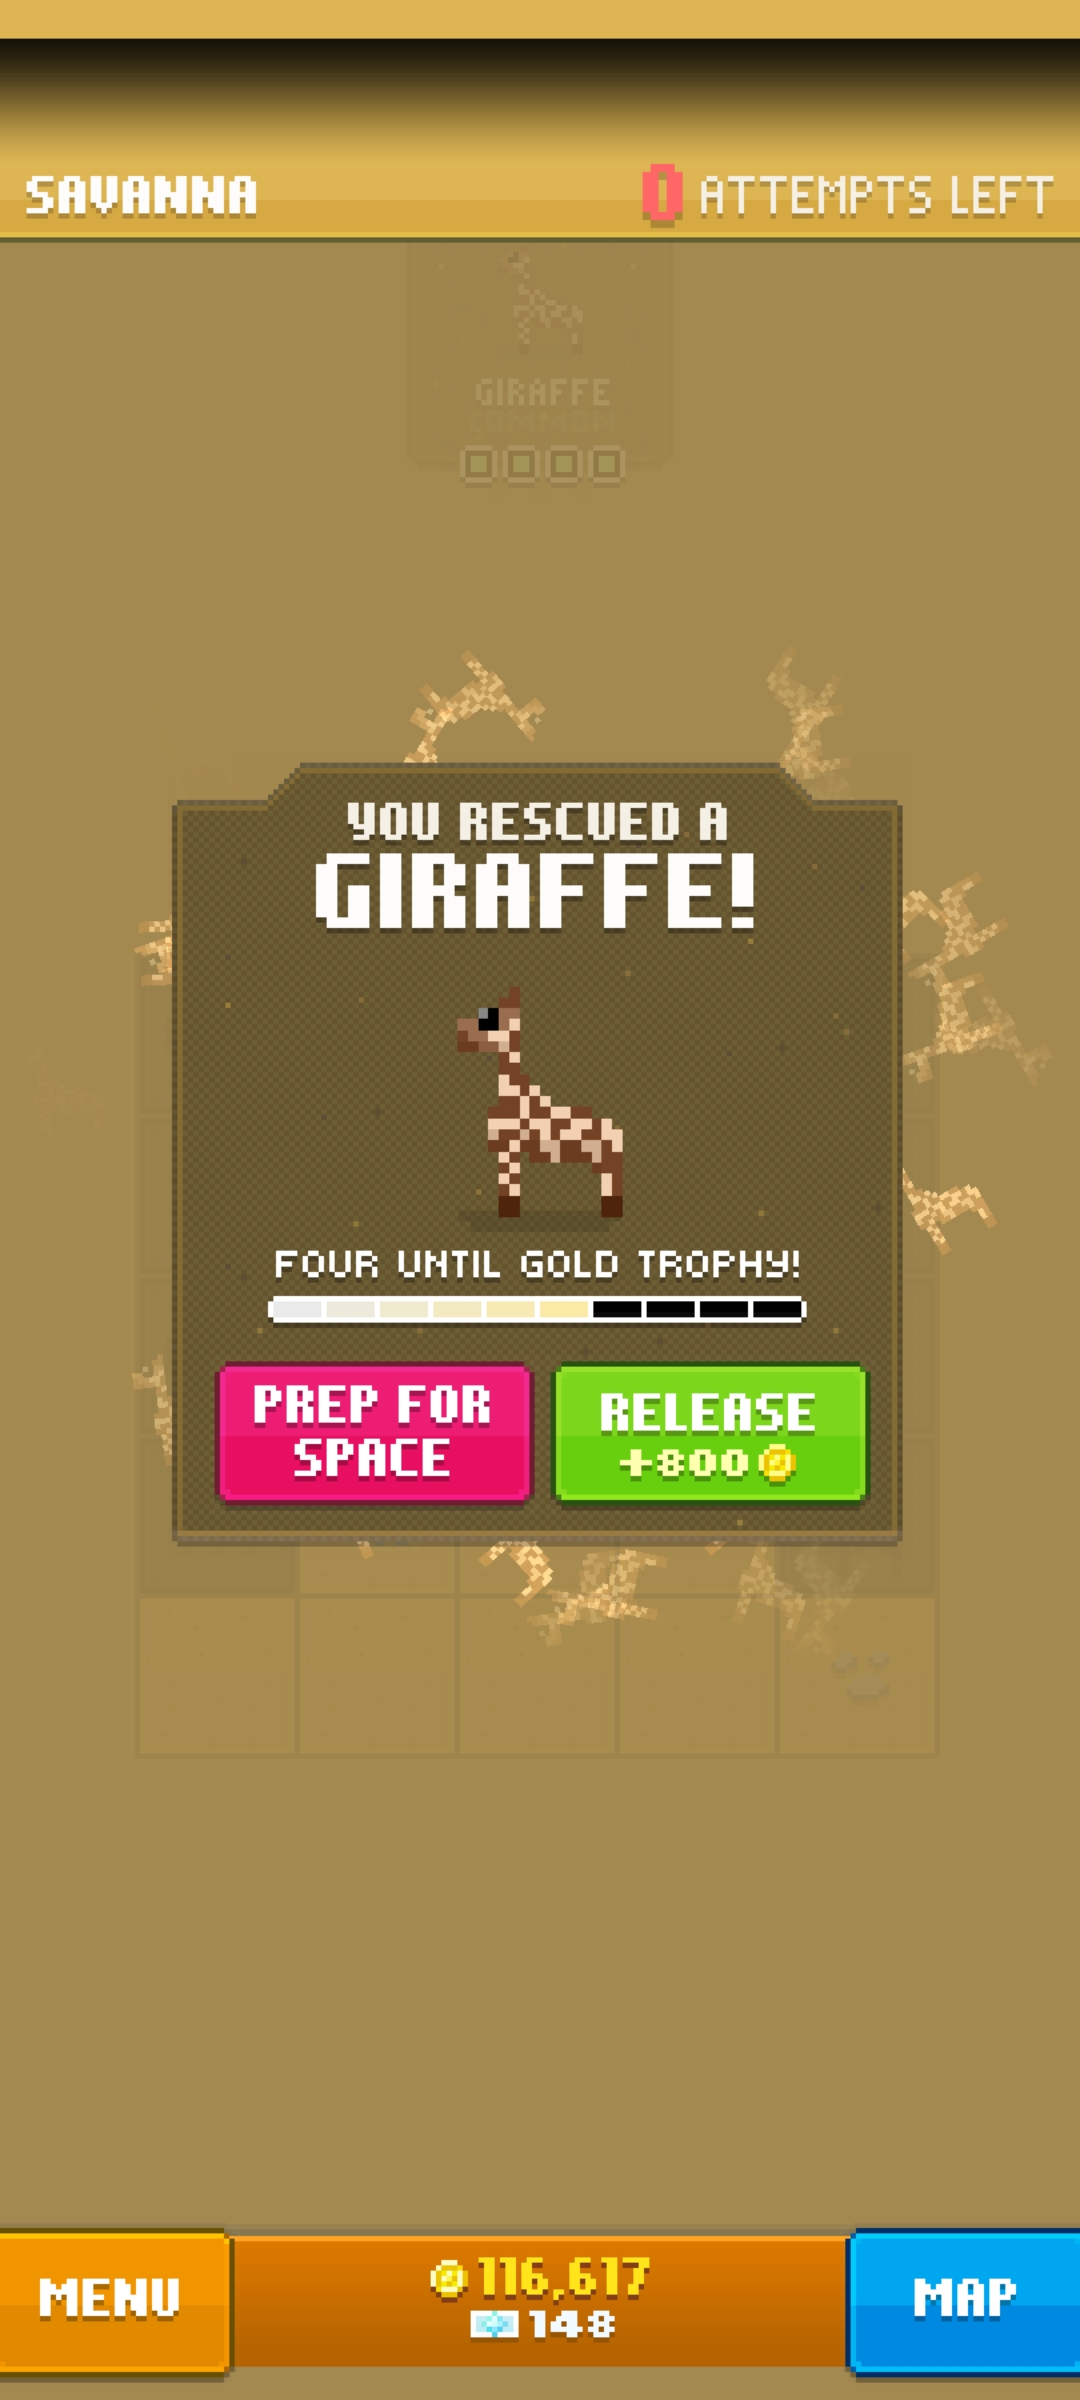 SAVANNA
0 ATTEMPTS LEFT
GIRAFFE
COMMON
YOU RESCUED A
GIRAFFE!
FOUR UNTIL GOLD TROPHY!
PREP FOR
SPACE
RELEASE
+800
MENU
116,617
148
MAP